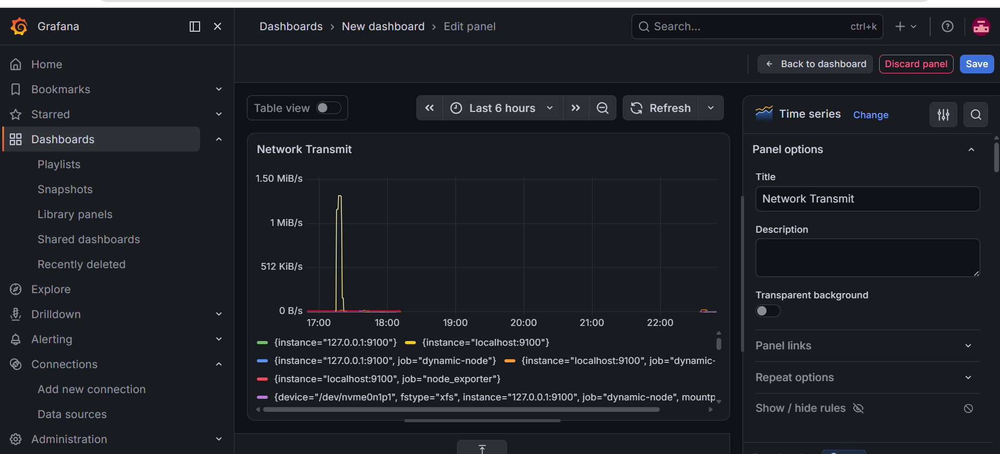 Grafana
Dashboards › New dashboard › Edit panel
Search... ctrl+k
Home
Bookmarks
Starred
Dashboards
Playlists
Snapshots
Library panels
Shared dashboards
Recently deleted
Explore
Drilldown
Alerting
Connections
Add new connection
Data sources
Administration
Back to dashboard Discard panel Save
Table view Last 6 hours Refresh
Network Transmit
1.50 MiB/s
1 MiB/s
512 KiB/s
0 B/s
17:00 18:00 19:00 20:00 21:00 22:00
{instance="127.0.0.1:9100"} {instance="localhost:9100"}
{instance="127.0.0.1:9100", job="dynamic-node"} {instance="localhost:9100", job="dynamic-
{instance="localhost:9100", job="node_exporter"}
{device="/dev/nvme0n1p1", fstype="xfs", instance="127.0.0.1:9100", job="dynamic-node", mountp
Time series Change
Panel options
Title
Network Transmit
Description
Transparent background
Panel links
Repeat options
Show / hide rules